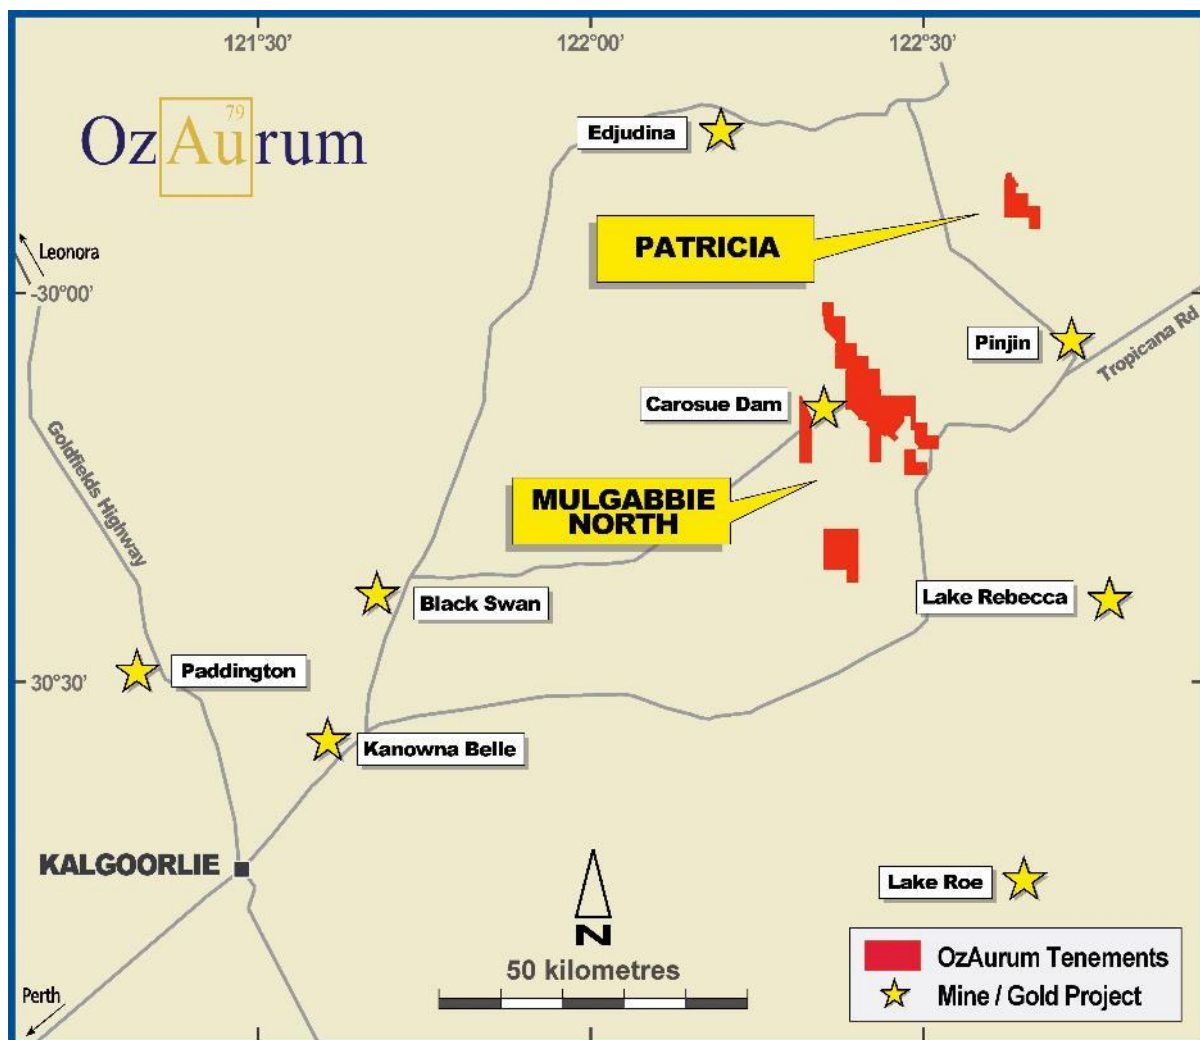 121°30'
122°00'
122°30'
79
OzAurum
Edjudina
PATRICIA
Leonora
-30°00'
Pinjin
Tropicana Rd
Carosue Dam
Goldfields Highway
MULGABBIE
NORTH
Black Swan
Lake Rebecca
Paddington
30°30'
Kanowna Belle
KALGOORLIE
Lake Roe
N
50 kilometres
OzAurum Tenements
Mine / Gold Project
Perth